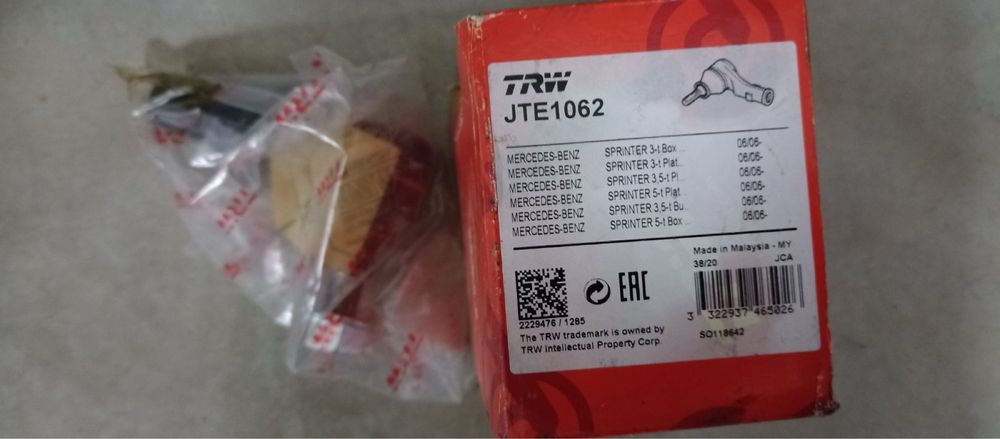 TRW
TRW
TRW
JTE1062
MERCEDES-BENZ SPRINTER 3-t Box... 06/06-
MERCEDES-BENZ SPRINTER 3-t Plat... 06/06-
MERCEDES-BENZ SPRINTER 3,5-t Pl... 06/06-
MERCEDES-BENZ SPRINTER 5-t Plat... 06/06-
MERCEDES-BENZ SPRINTER 3,5-t Bu... 06/06-
MERCEDES-BENZ SPRINTER 5-t Box... 06/06-
Made in Malaysia - MY
38/20 JCA
EAC
3 322937 465026
2229476 / 1285
SO118642
The TRW trademark is owned by
TRW Intellectual Property Corp.